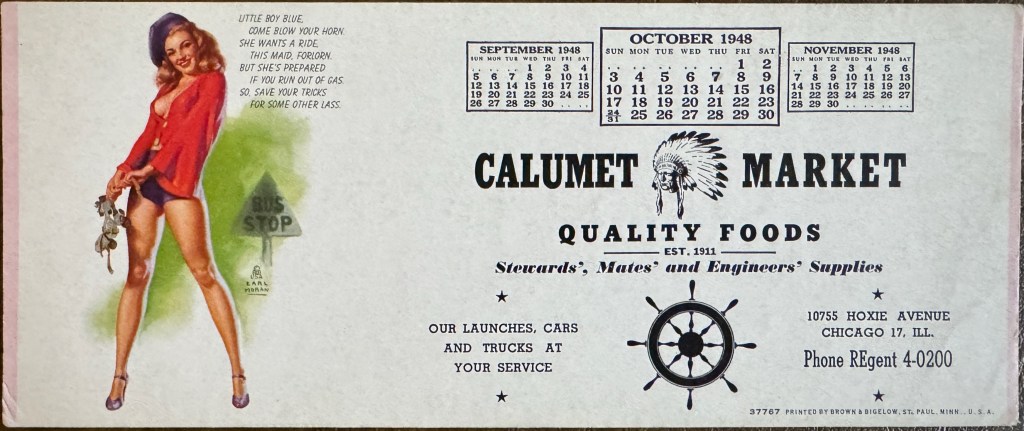 LITTLE BOY BLUE,
COME BLOW YOUR HORN.
SHE WANTS A RIDE,
THIS MAID, FORLORN.
BUT SHE'S PREPARED
IF YOU RUN OUT OF GAS.
SO, SAVE YOUR TRICKS
FOR SOME OTHER LASS.
BUS
STOP
EARL
MORAN
SEPTEMBER 1948
SUN MON TUE WED THU FRI SAT
. . . . . . 1 2 3 4
5 6 7 8 9 10 11
12 13 14 15 16 17 18
19 20 21 22 23 24 25
26 27 28 29 30 . . . .
OCTOBER 1948
SUN MON TUE WED THU FRI SAT
. . . . . . . . . . 1 2
3 4 5 6 7 8 9
10 11 12 13 14 15 16
17 18 19 20 21 22 23
24/31 25 26 27 28 29 30
NOVEMBER 1948
SUN MON TUE WED THU FRI SAT
. . 1 2 3 4 5 6
7 8 9 10 11 12 13
14 15 16 17 18 19 20
21 22 23 24 25 26 27
28 29 30 . . . . . . . .
CALUMET MARKET
QUALITY FOODS
EST. 1911
Stewards', Mates' and Engineers' Supplies
OUR LAUNCHES, CARS
AND TRUCKS AT
YOUR SERVICE
10755 HOXIE AVENUE
CHICAGO 17, ILL.
Phone REgent 4-0200
37767 PRINTED BY BROWN & BIGELOW, ST. PAUL, MINN., U.S.A.